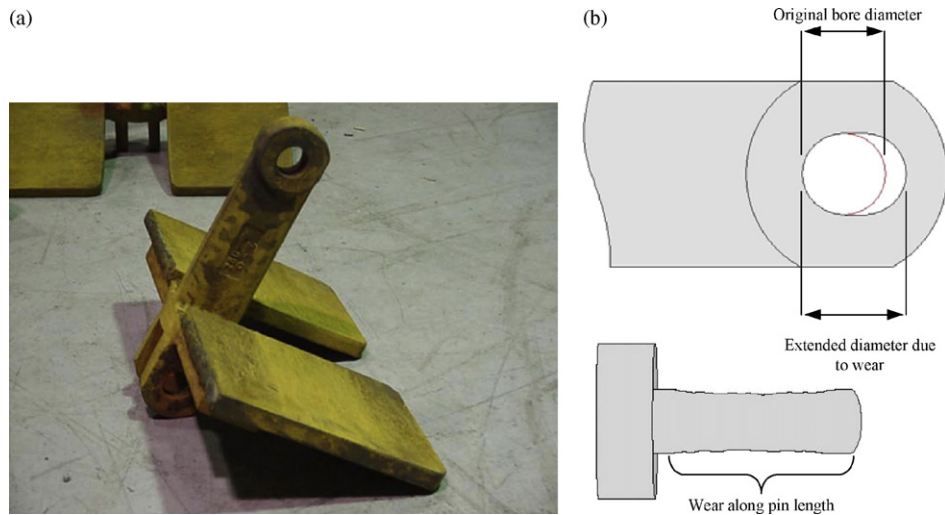 (a)
(b)
Original bore diameter
Extended diameter due
to wear
Wear along pin length